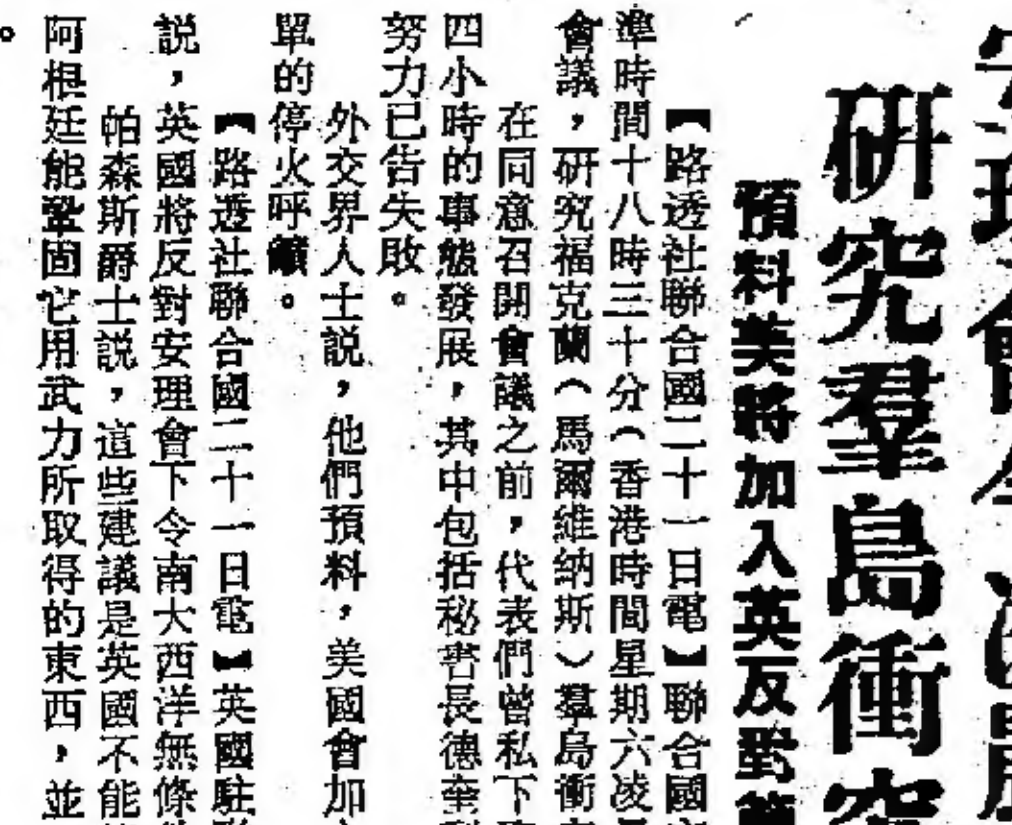 研究羣島衝
預料美將加入英反對
【路透社聯合國二十一日電】聯合國
準時間十八時三十分（香港時間星期六凌
會議，研究福克蘭（馬爾維納斯）羣島衝
在同意召開會議之前，代表們曾私下
四小時的事態發展，其中包括秘書長德奎
努力已告失敗。
外交界人士說，他們預料，美國會加
單的停火呼籲。
【路透社聯合國二十一日電】英國駐
說，英國將反對安理會下令南大西洋無條
帕森斯爵士說，這些建議是英國不能
阿根廷能鞏固它用武力所取得的東西，並
。